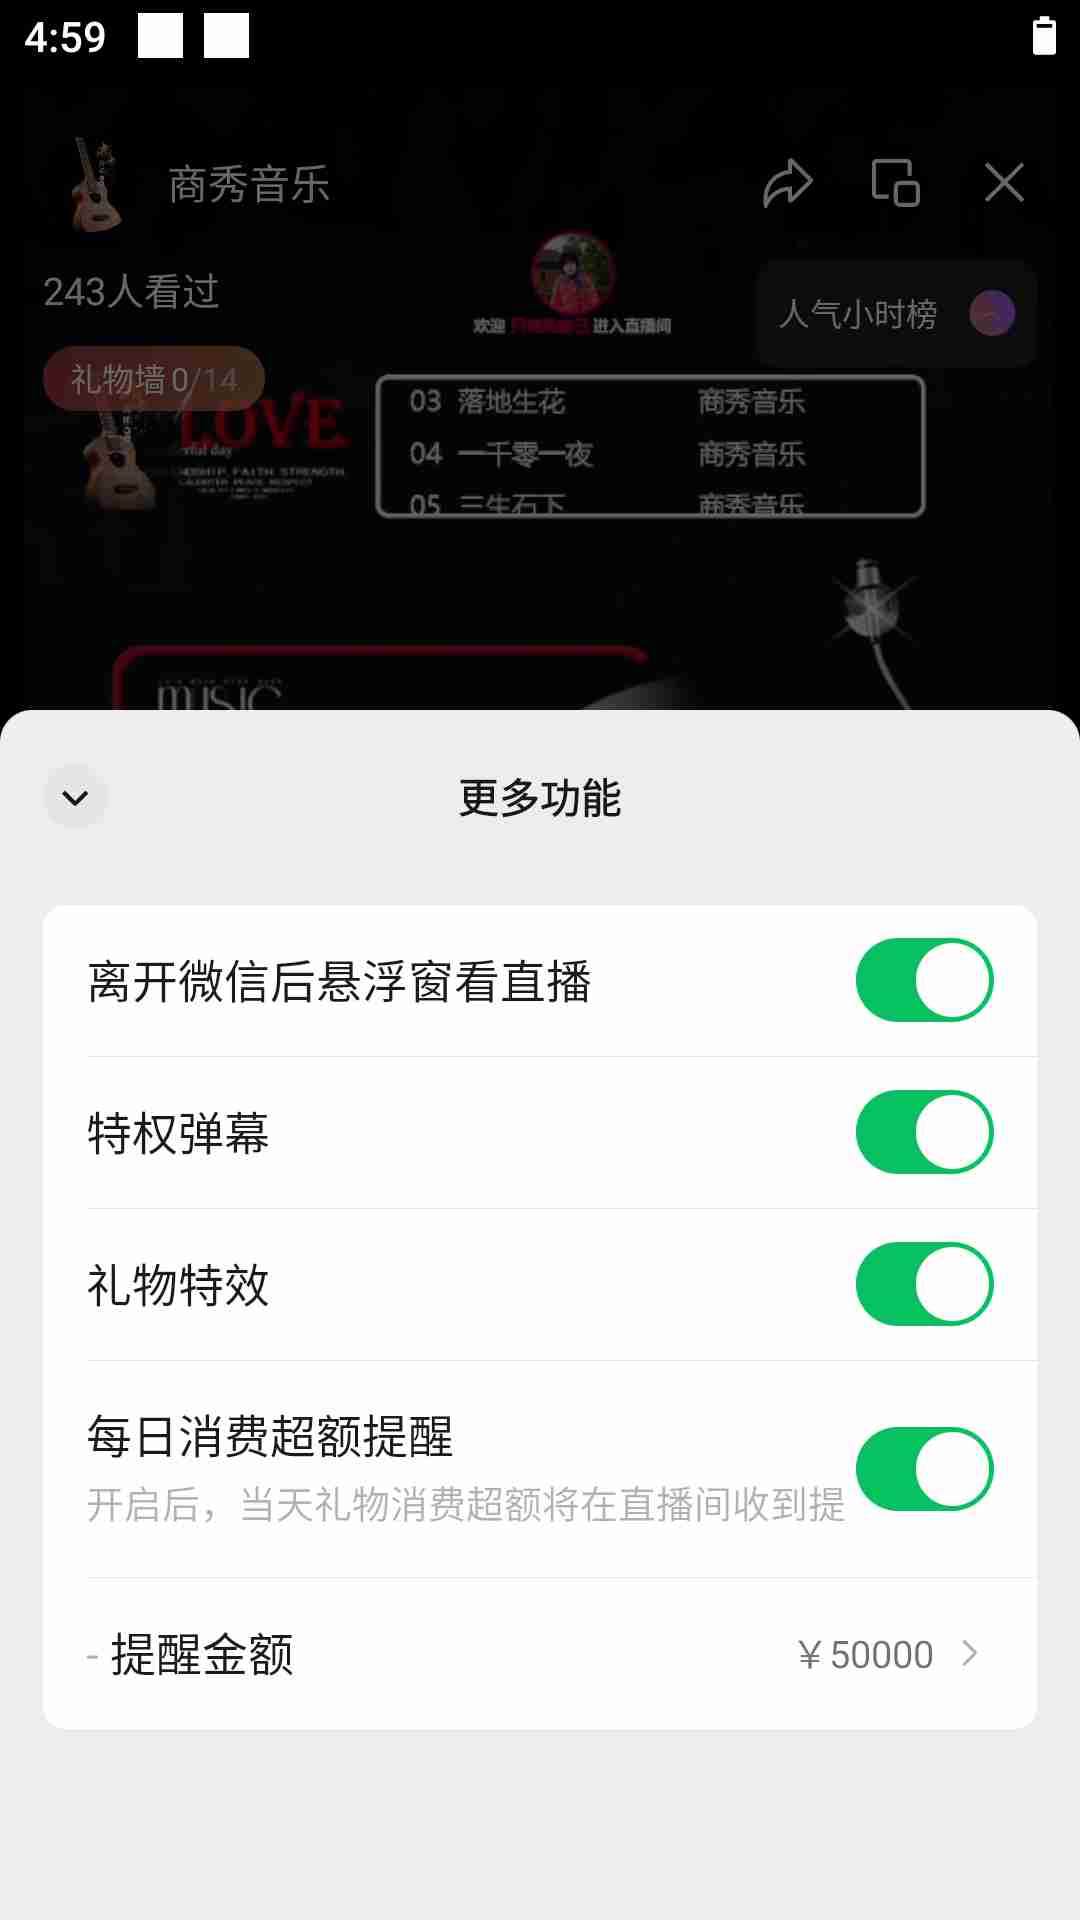 4:59
商秀音乐
243人看过
欢迎
进入直播间
人气小时榜
礼物墙 0/14
LOVE
03 落地生花 商秀音乐
04 一千零一夜 商秀音乐
05 三生石下 商秀音乐
music
更多功能
离开微信后悬浮窗看直播
特权弹幕
礼物特效
每日消费超额提醒
开启后，当天礼物消费超额将在直播间收到提
- 提醒金额
¥50000